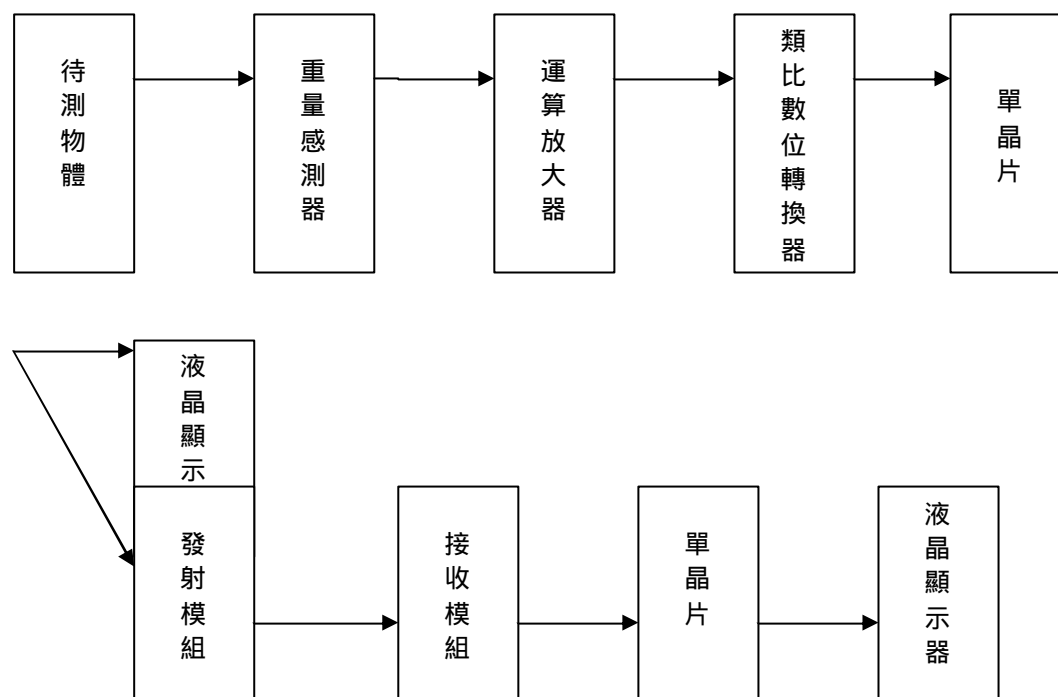 待測物體
重量感測器
運算放大器
類比數位轉換器
單晶片
液晶顯示
發射模組
接收模組
單晶片
液晶顯示器